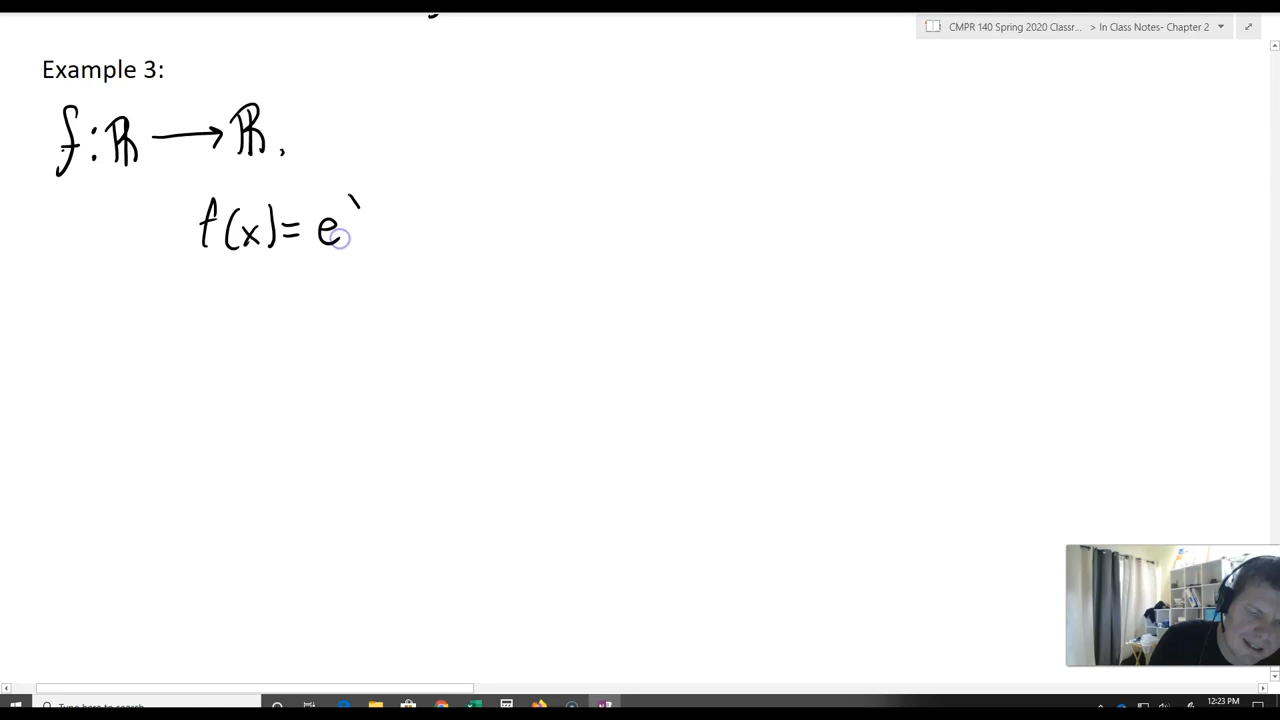 CMPR 140 Spring 2020 Classr... > In Class Notes- Chapter 2
Example 3:
f: ℝ → ℝ.
f(x) = e
12:23 PM